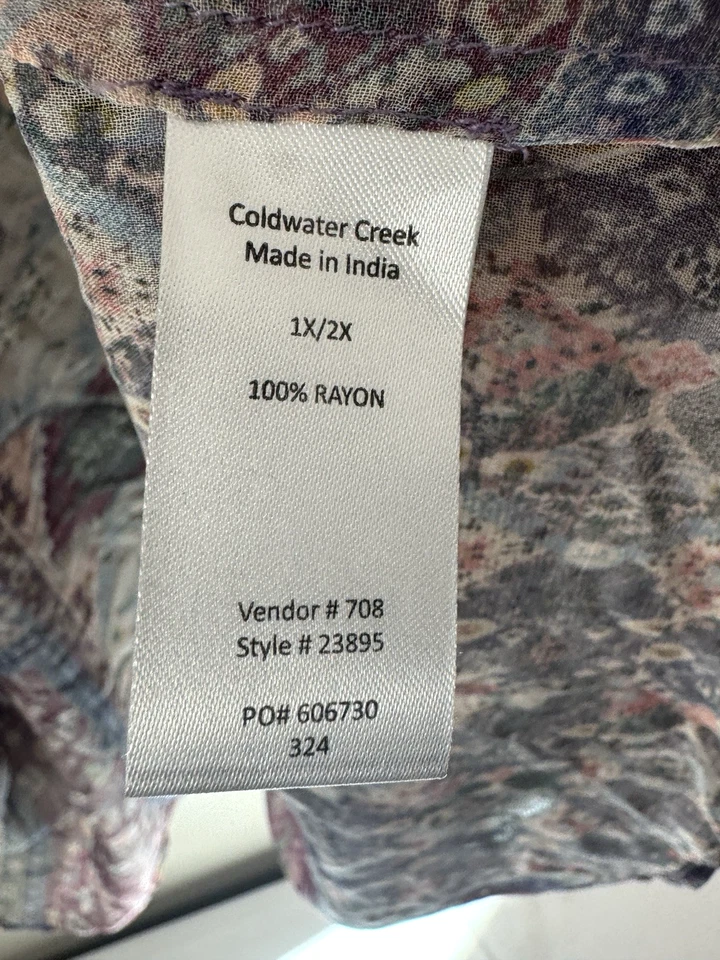 Coldwater Creek
Made in India
1X/2X
100% RAYON
Vendor # 708
Style # 23895
PO# 606730
324